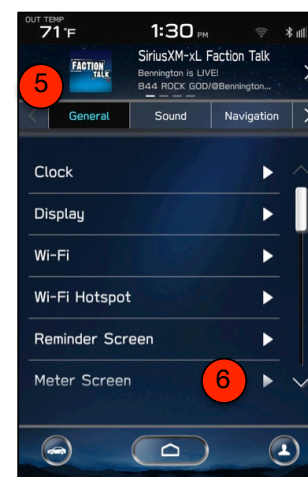 OUT TEMP
71°F
1:30 PM
FACTION
TALK
SiriusXM-xL Faction Talk
Bennington is LIVE!
844 ROCK GOD/@Bennington...
5
General
Sound
Navigation
Clock
Display
Wi-Fi
Wi-Fi Hotspot
Reminder Screen
Meter Screen
6